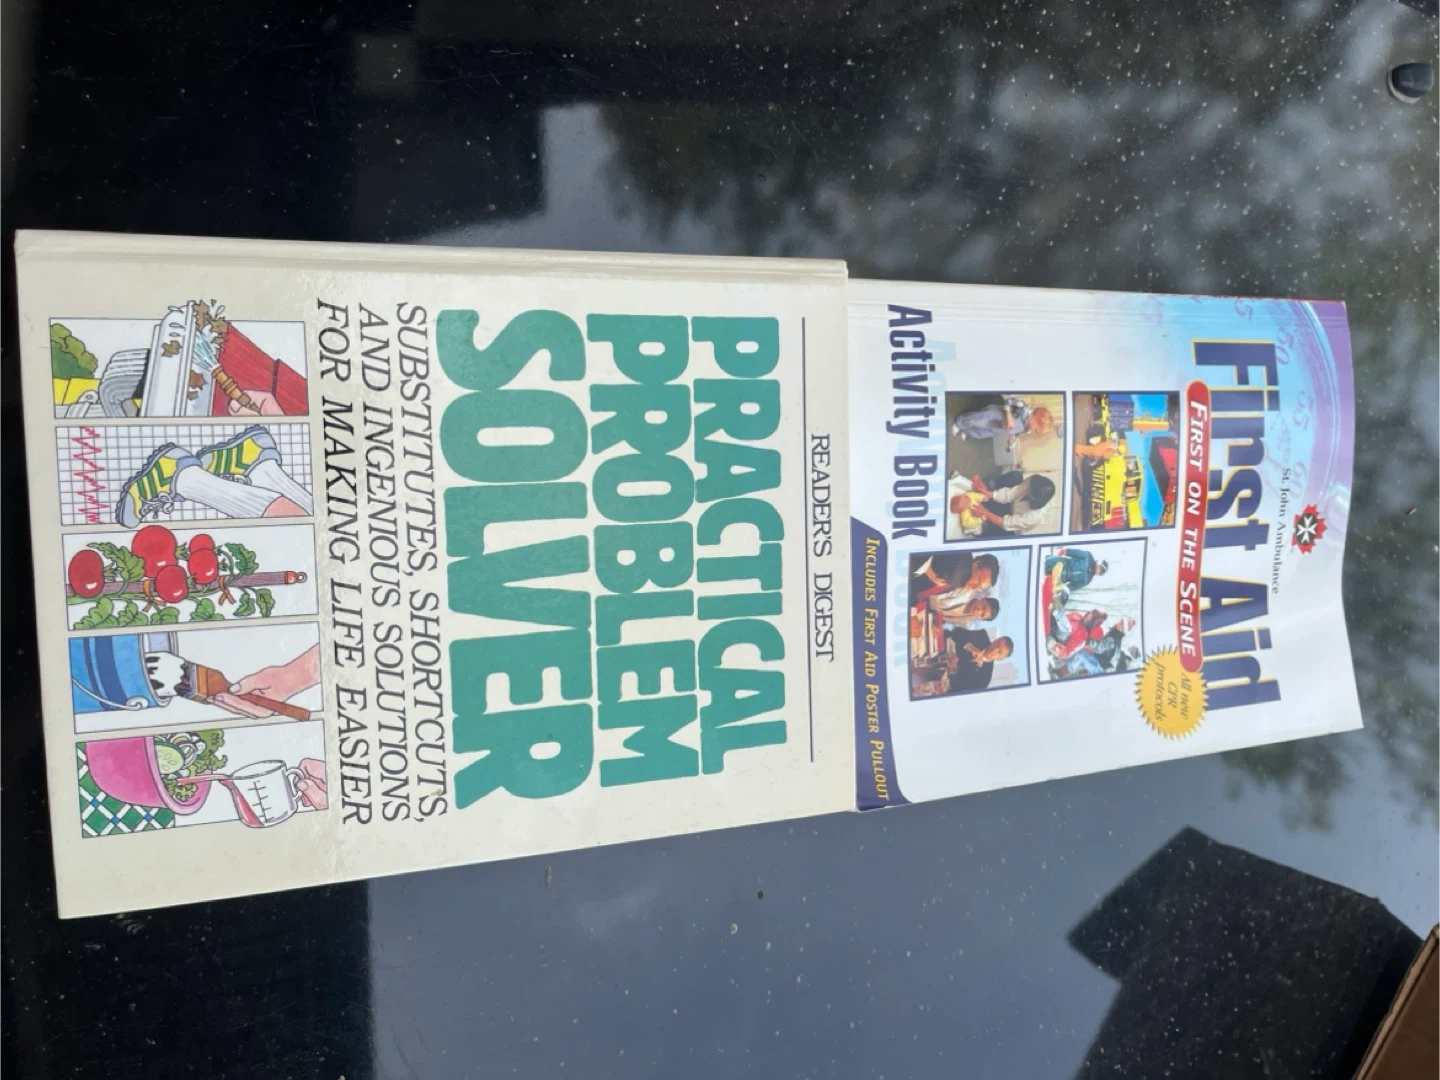 St. John Ambulance
First Aid
FIRST ON THE SCENE
All new
CPR
protocols
Activity Book
INCLUDES FIRST AID POSTER PULLOUT
READER'S DIGEST
PRACTICAL
PROBLEM
SOLVER
SUBSTITUTES, SHORTCUTS,
AND INGENIOUS SOLUTIONS
FOR MAKING LIFE EASIER